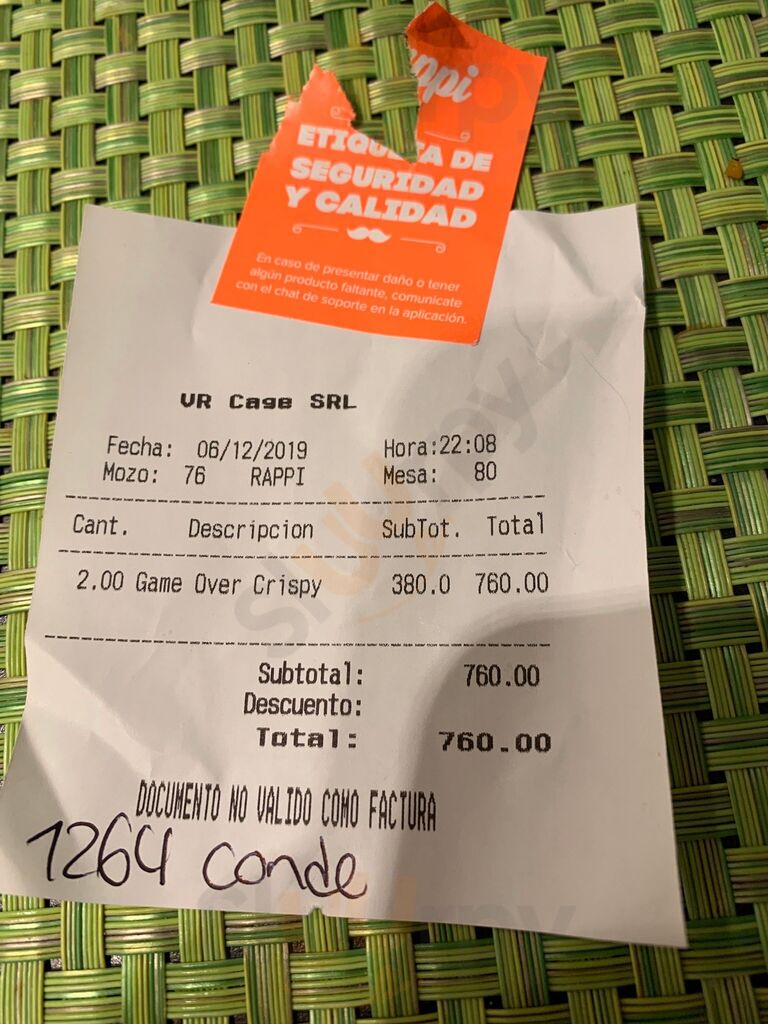 ETIQUETA DE
SEGURIDAD
Y CALIDAD
En caso de presentar daño o tener
algún producto faltante, comunicate
con el chat de soporte en la aplicación.
VR Cage SRL
Fecha: 06/12/2019 Hora:22:08
Mozo: 76 RAPPI Mesa: 80
Cant. Descripcion SubTot. Total
2.00 Game Over Crispy 380.0 760.00
Subtotal: 760.00
Descuento:
Total: 760.00
DOCUMENTO NO VALIDO COMO FACTURA
1264 conde